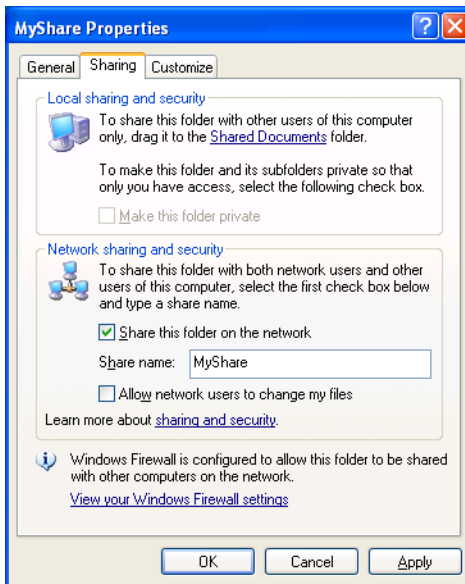 MyShare Properties
General Sharing Customize
Local sharing and security
To share this folder with other users of this computer
only, drag it to the Shared Documents folder.
To make this folder and its subfolders private so that
only you have access, select the following check box.
Make this folder private
Network sharing and security
To share this folder with both network users and other
users of this computer, select the first check box below
and type a share name.
Share this folder on the network
Share name: MyShare
Allow network users to change my files
Learn more about sharing and security.
Windows Firewall is configured to allow this folder to be shared
with other computers on the network.
View your Windows Firewall settings
OK Cancel Apply